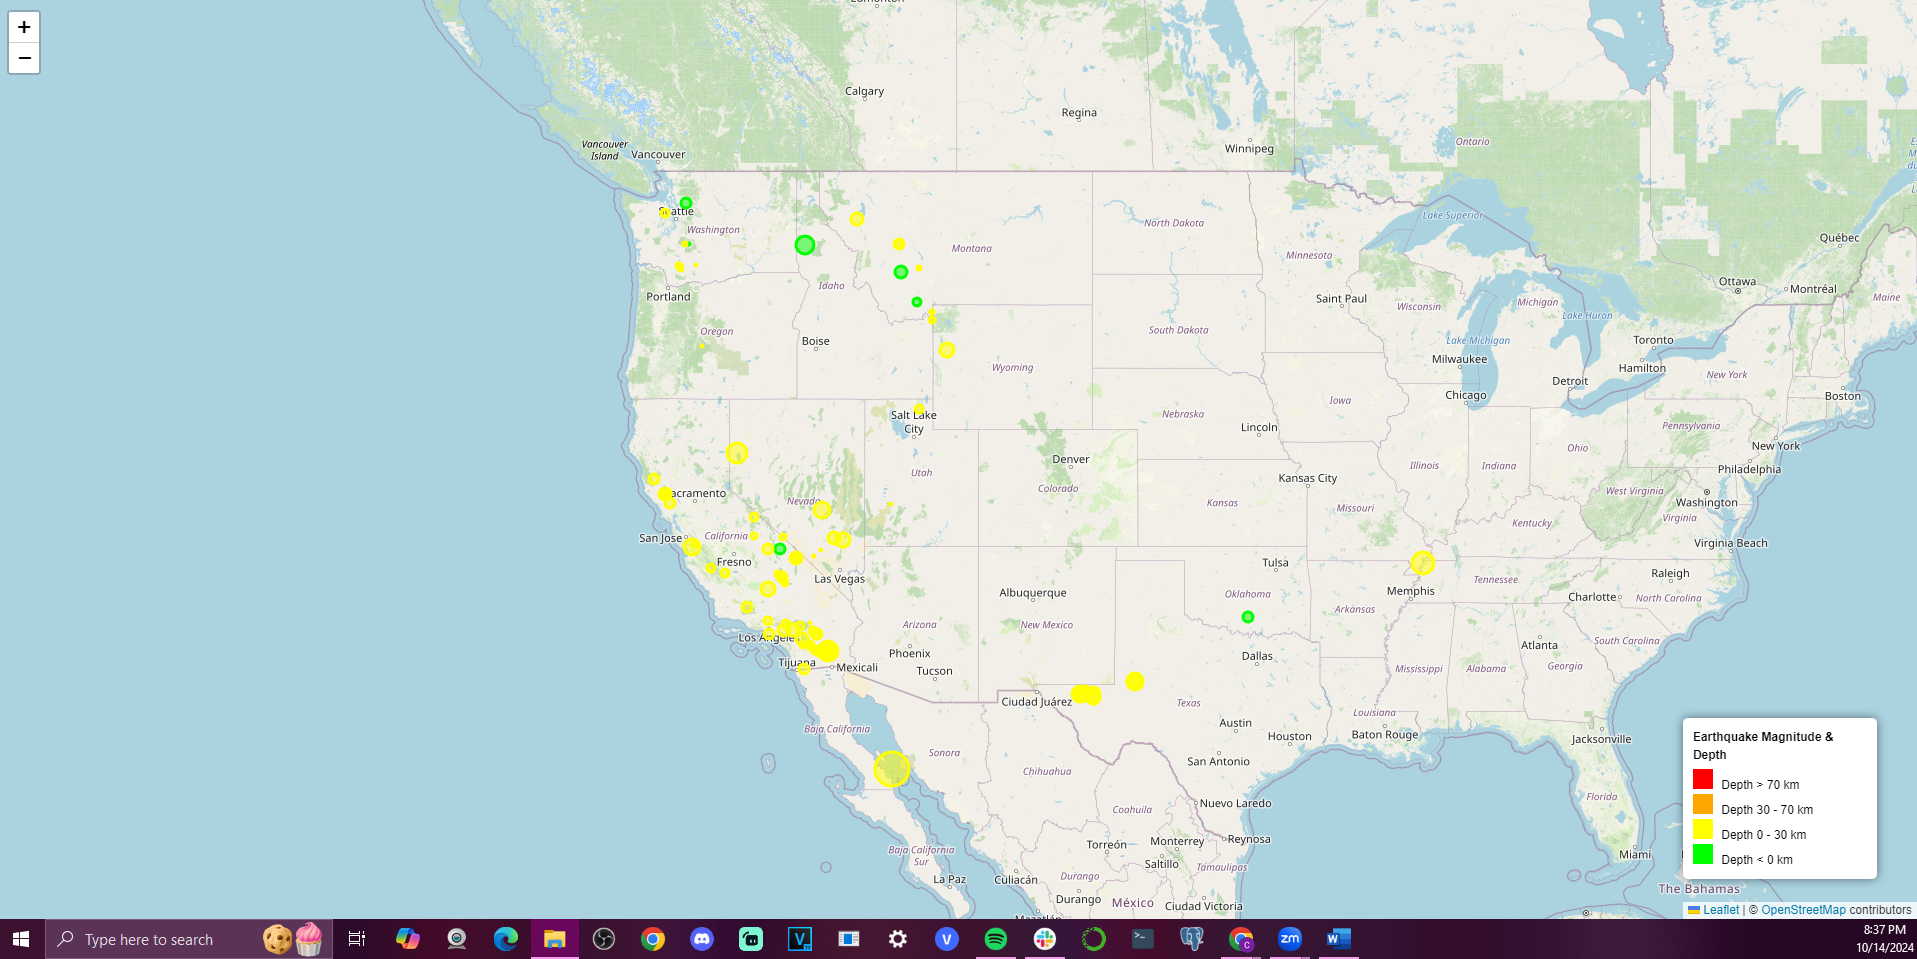 +
−
Edmonton
Calgary
Regina
Winnipeg
Ontario
Vancouver
Island
Vancouver
Seattle
Washington
Montana
North Dakota
Minnesota
Lake Superior
Québec
Ottawa
Montréal
Maine
Portland
Idaho
Oregon
Boise
Wyoming
South Dakota
Saint Paul
Wisconsin
Michigan
Lake Huron
Lake Michigan
Toronto
Hamilton
Milwaukee
Detroit
Chicago
New York
Boston
Salt Lake
City
Nebraska
Iowa
Lincoln
Pennsylvania
New York
Ohio
Philadelphia
Denver
Utah
Colorado
Kansas City
Illinois
Indiana
West Virginia
Washington
Sacramento
Nevada
Kansas
Missouri
Kentucky
Virginia
Virginia Beach
San Jose
California
Fresno
Las Vegas
Tulsa
Tennessee
Raleigh
Albuquerque
Oklahoma
Memphis
Charlotte
North Carolina
Arkansas
Los Angeles
Arizona
New Mexico
Phoenix
Tucson
Dallas
Atlanta
South Carolina
Georgia
Mississippi
Alabama
Tijuana
Mexicali
Ciudad Juárez
Texas
Louisiana
Baton Rouge
Austin
Houston
Jacksonville
Baja California
Sonora
Chihuahua
San Antonio
Coahuila
Nuevo Laredo
Florida
Reynosa
Torreón
Monterrey
Saltillo
Tamaulipas
Baja California
Sur
La Paz
Culiacán
Durango
Durango
México
Ciudad Victoria
Mazatlán
Miami
The Bahamas
Earthquake Magnitude &
Depth
Depth > 70 km
Depth 30 - 70 km
Depth 0 - 30 km
Depth < 0 km
Leaflet | © OpenStreetMap contributors
Type here to search
8:37 PM
10/14/2024